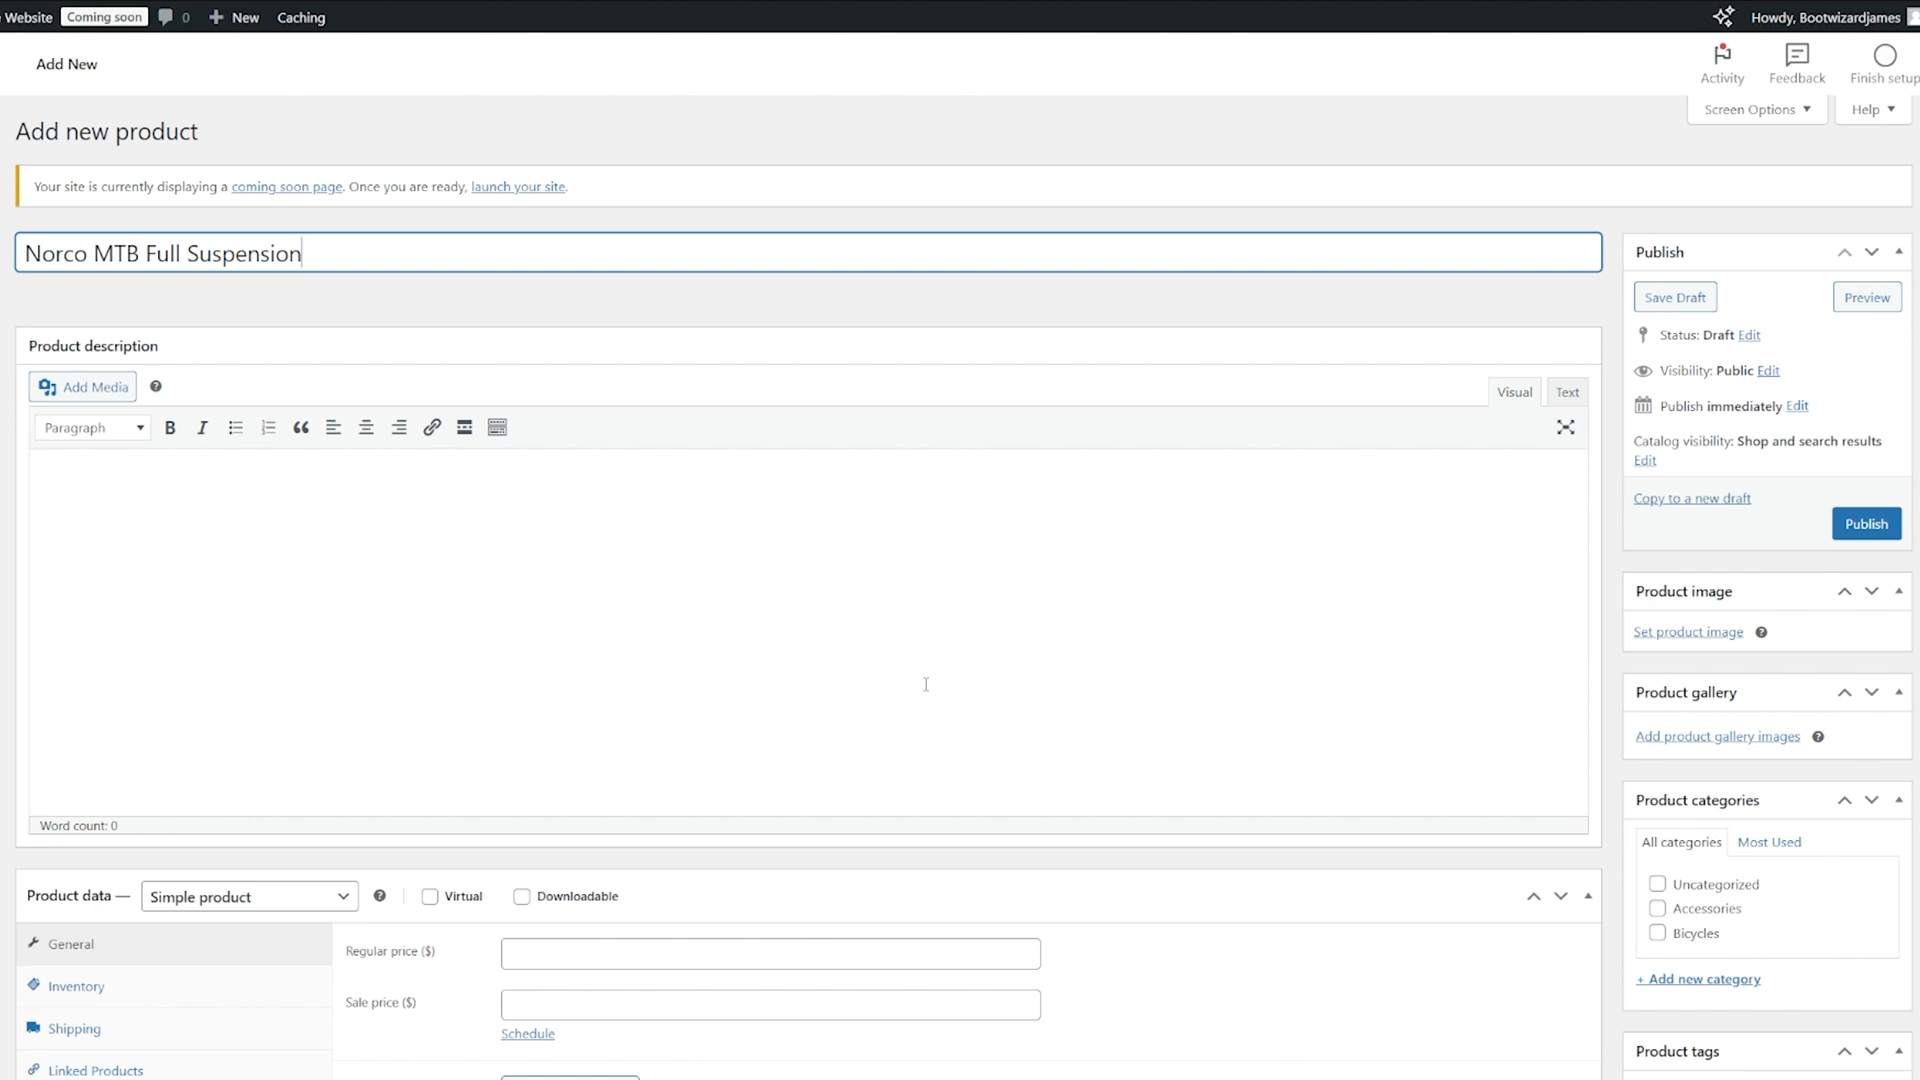 Website Coming soon 0 New Caching Howdy, Bootwizardjames
Add New
Activity Feedback Finish setup
Screen Options Help
Add new product
Your site is currently displaying a coming soon page. Once you are ready, launch your site.
Norco MTB Full Suspension
Publish
Save Draft Preview
Status: Draft Edit
Visibility: Public Edit
Publish immediately Edit
Catalog visibility: Shop and search results
Edit
Copy to a new draft
Publish
Product description
Add Media
Visual Text
Paragraph
Word count: 0
Product image
Set product image
Product gallery
Add product gallery images
Product categories
All categories Most Used
Uncategorized
Accessories
Bicycles
+ Add new category
Product tags
Product data — Simple product Virtual Downloadable
General
Inventory
Shipping
Linked Products
Regular price ($)
Sale price ($)
Schedule